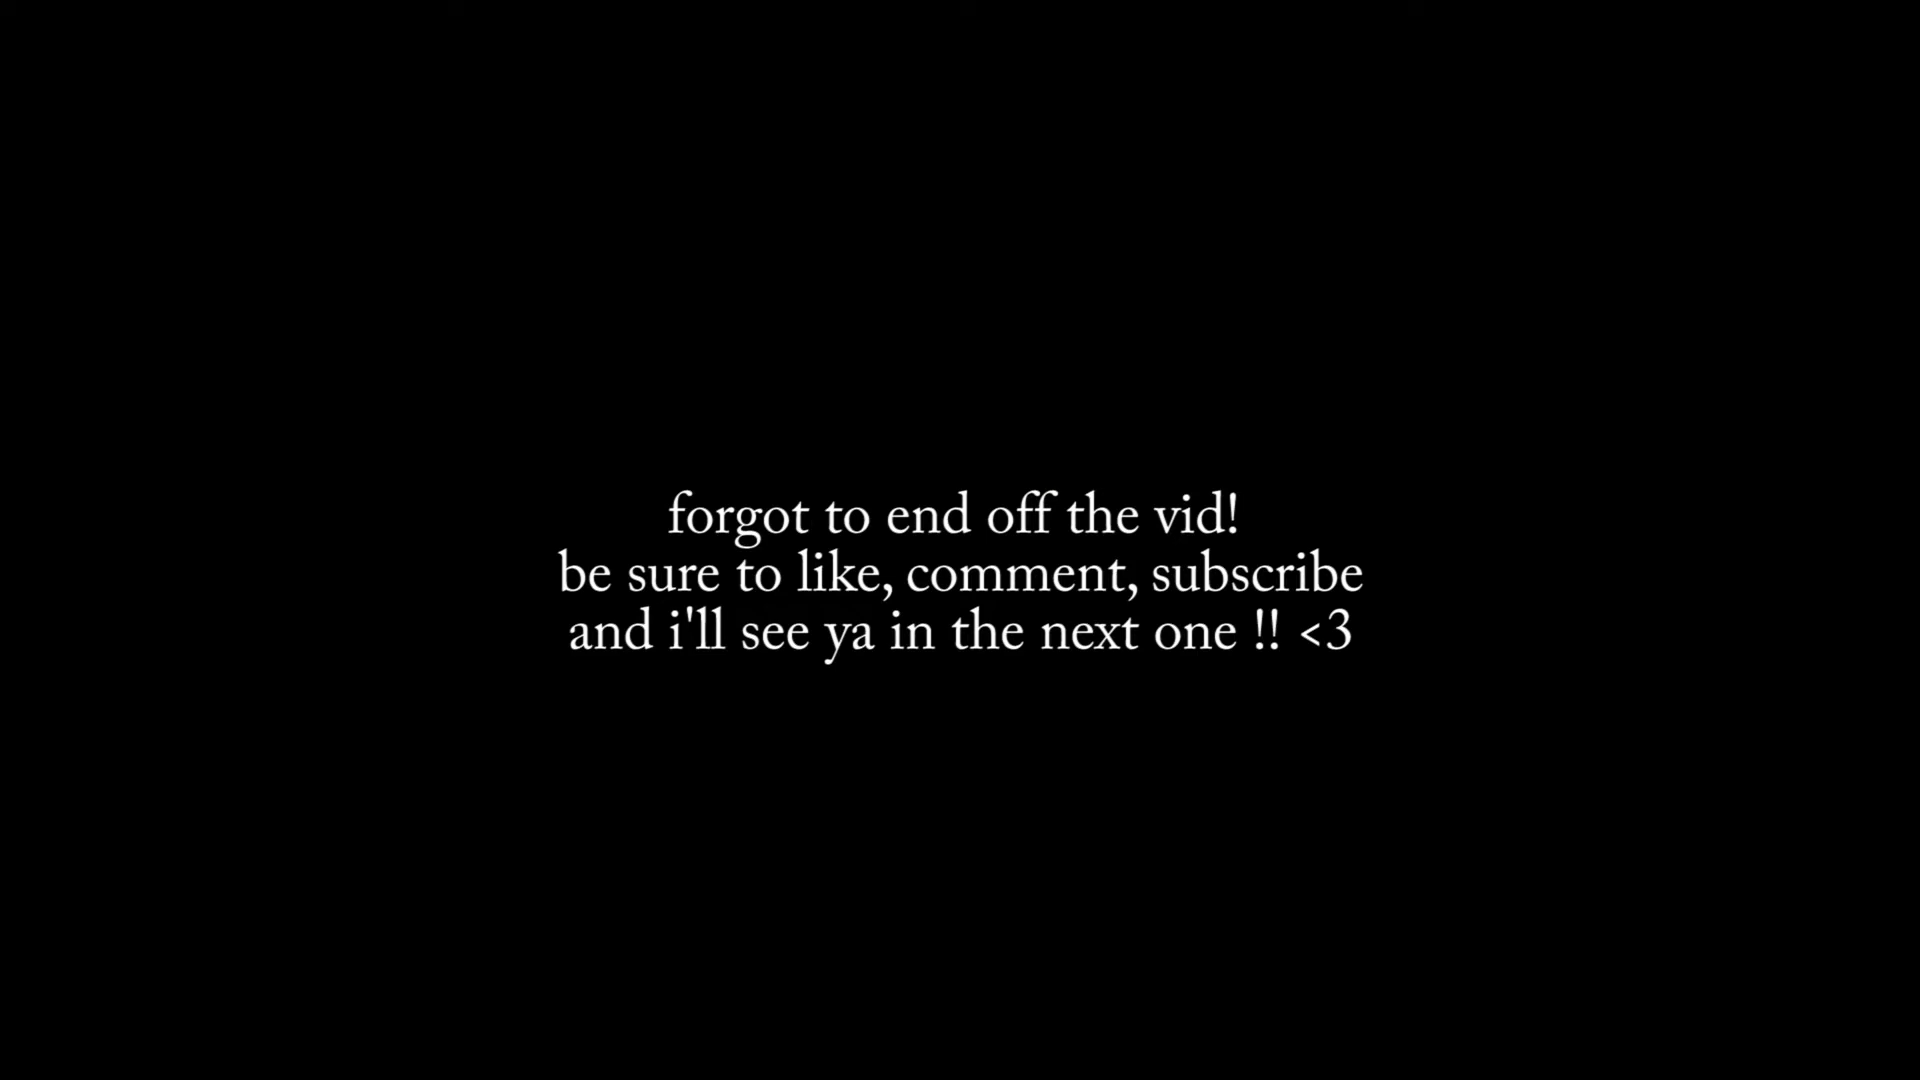 forgot to end off the vid!
be sure to like, comment, subscribe
and i'll see ya in the next one !! <3